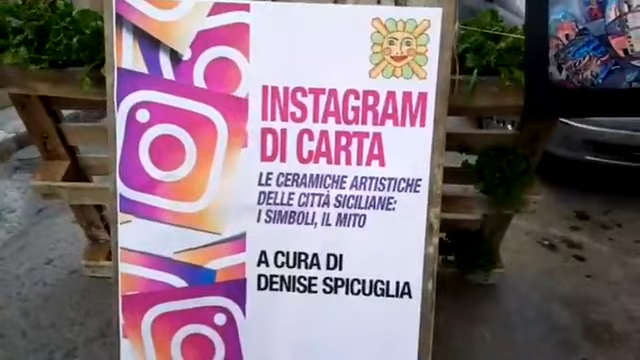 INSTAGRAM
DI CARTA
LE CERAMICHE ARTISTICHE
DELLE CITTÀ SICILIANE:
I SIMBOLI, IL MITO
A CURA DI
DENISE SPICUGLIA